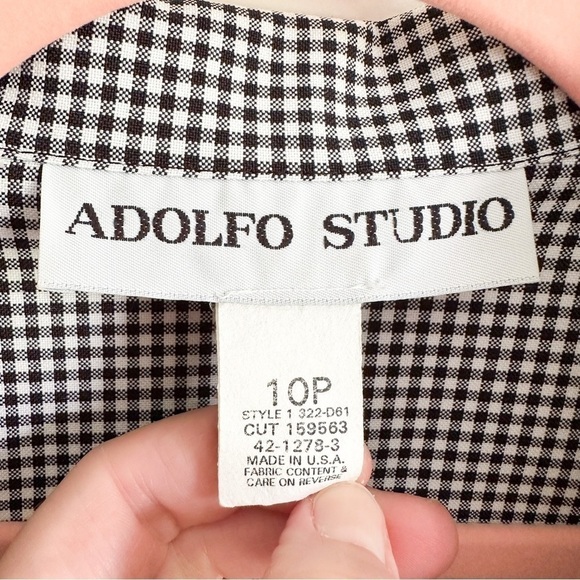 ADOLFO STUDIO
10P
STYLE 1 322-D61
CUT 159563
42-1278-3
MADE IN U.S.A.
FABRIC CONTENT &
CARE ON REVERSE